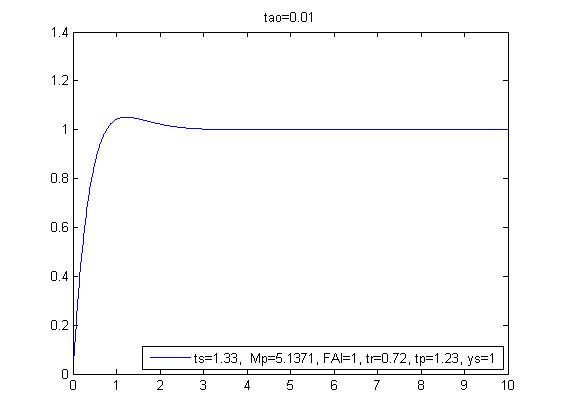 tao=0.01
1.4
1.2
1
0.8
0.6
0.4
0.2
0
ts=1.33, Mp=5.1371, FAI=1, tr=0.72, tp=1.23, ys=1
0 1 2 3 4 5 6 7 8 9 10